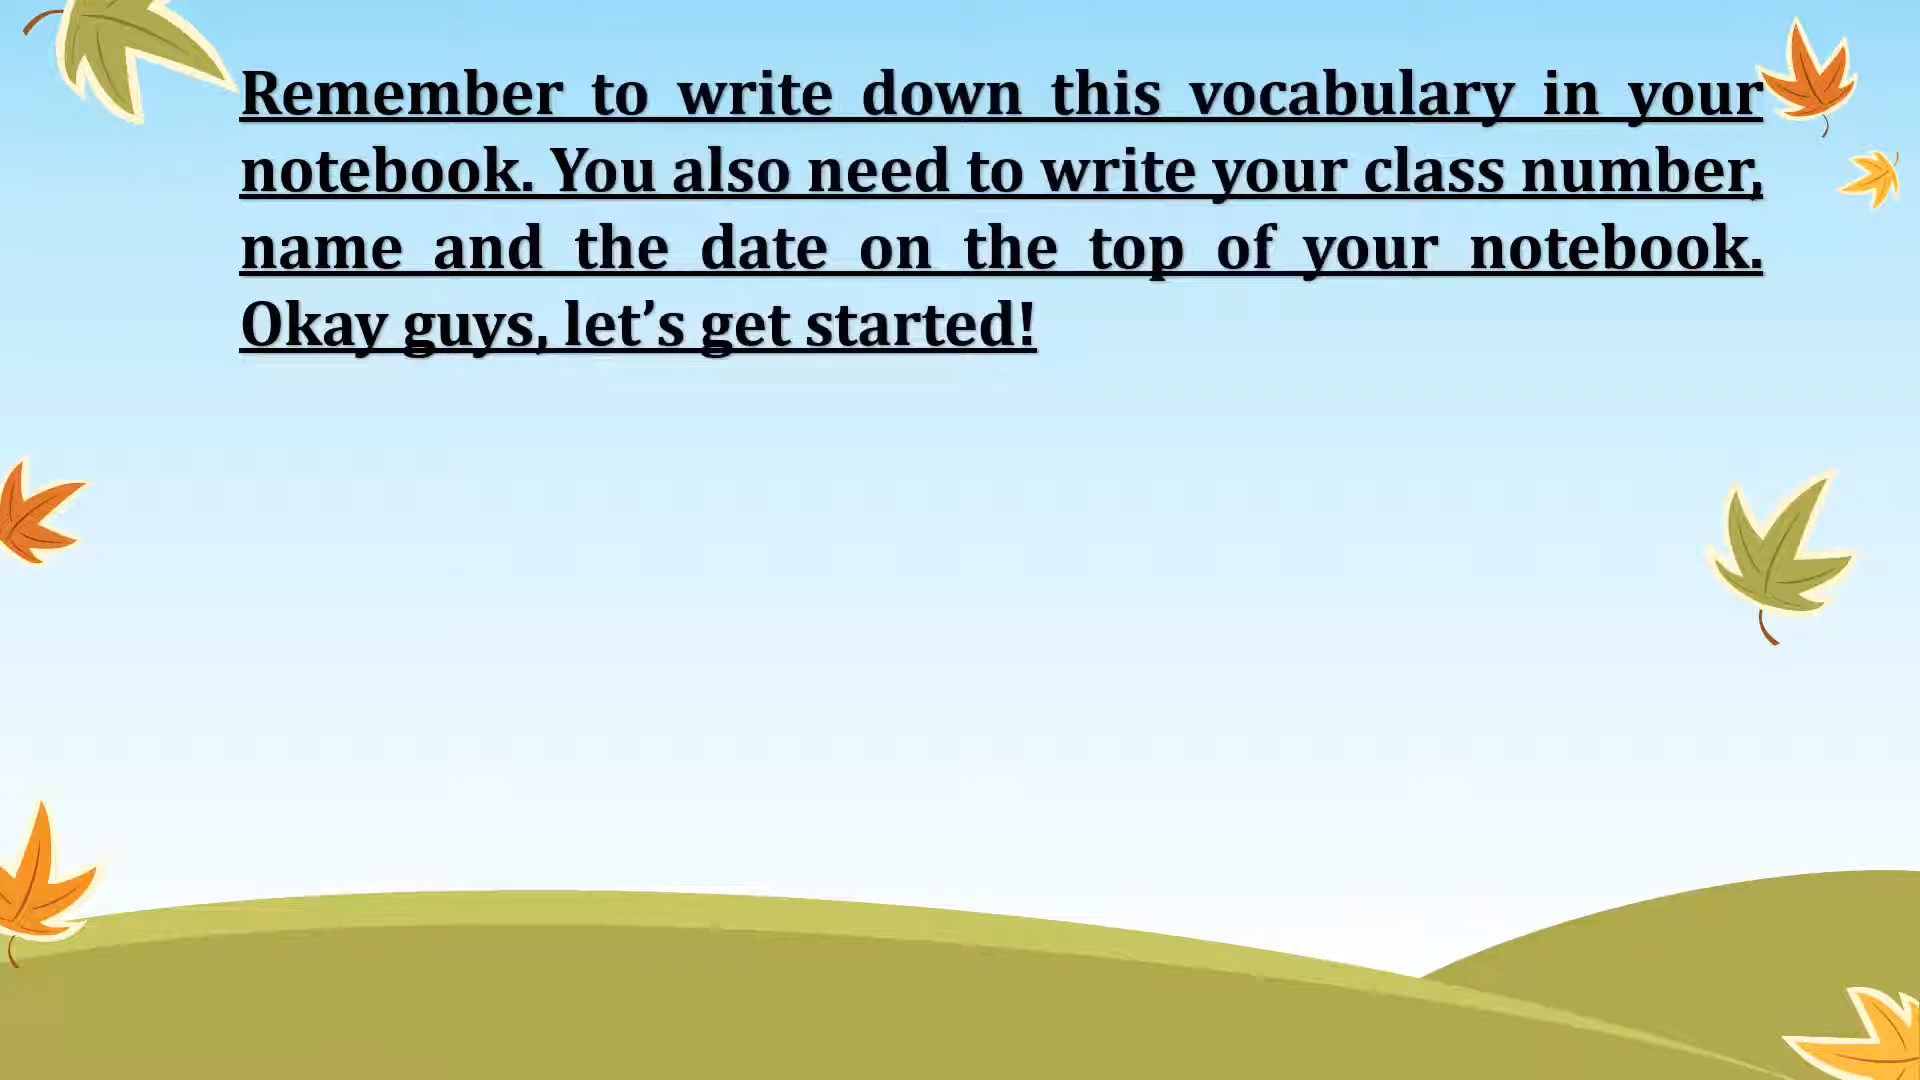 Remember to write down this vocabulary in your
notebook. You also need to write your class number,
name and the date on the top of your notebook.
Okay guys, let’s get started!